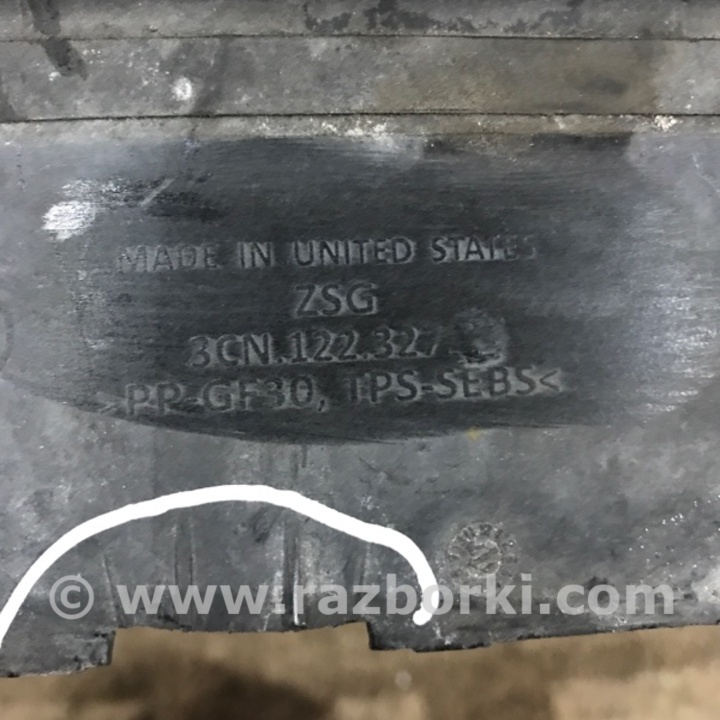 MADE IN UNITED STATES
ZSG
3CN.122.327.
>PP-GF30, TPS-SEBS<
© www.razborki.com